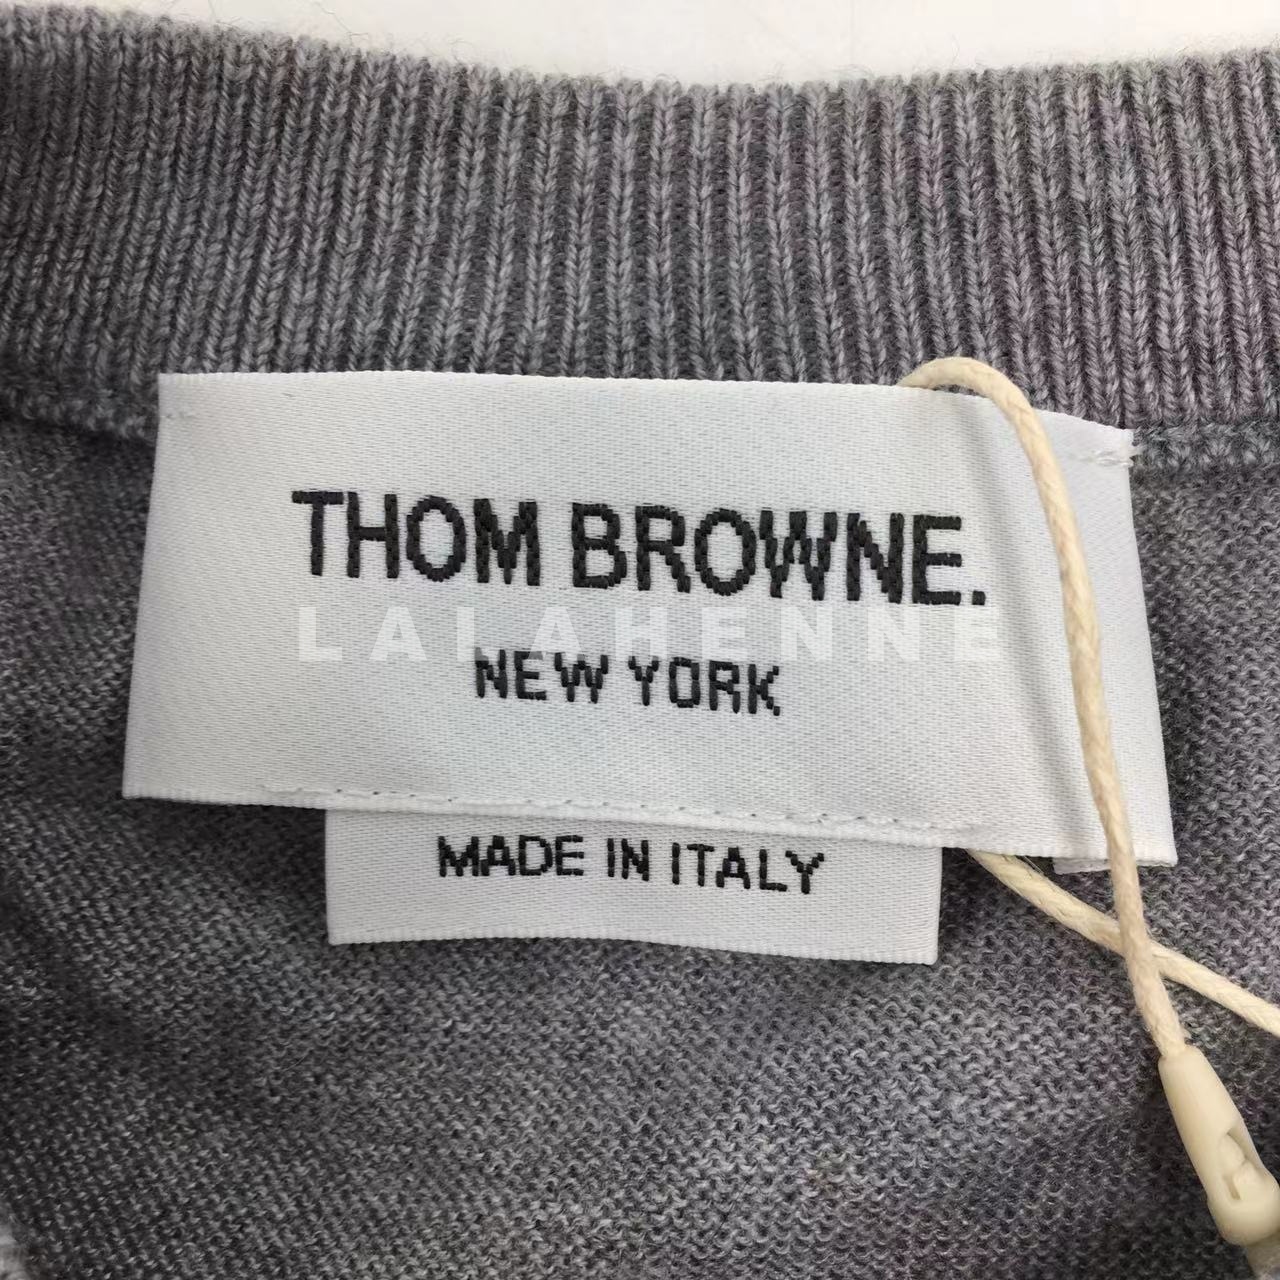 THOM BROWNE.
LALAHENNE
NEW YORK
MADE IN ITALY